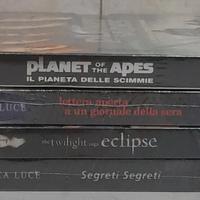 PLANET OF THE APES
IL PIANETA DELLE SCIMMIE
LUCE
lettera aperta
a un giornale della sera
the twilight saga eclipse
LUCE
Segreti Segreti